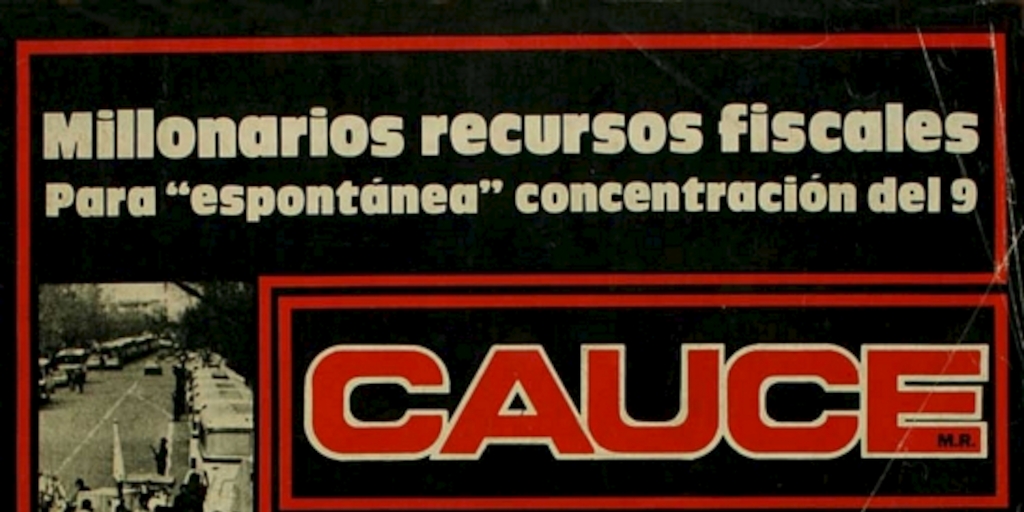 Millonarios recursos fiscales
Para “espontánea” concentración del 9
CAUCE
M.R.